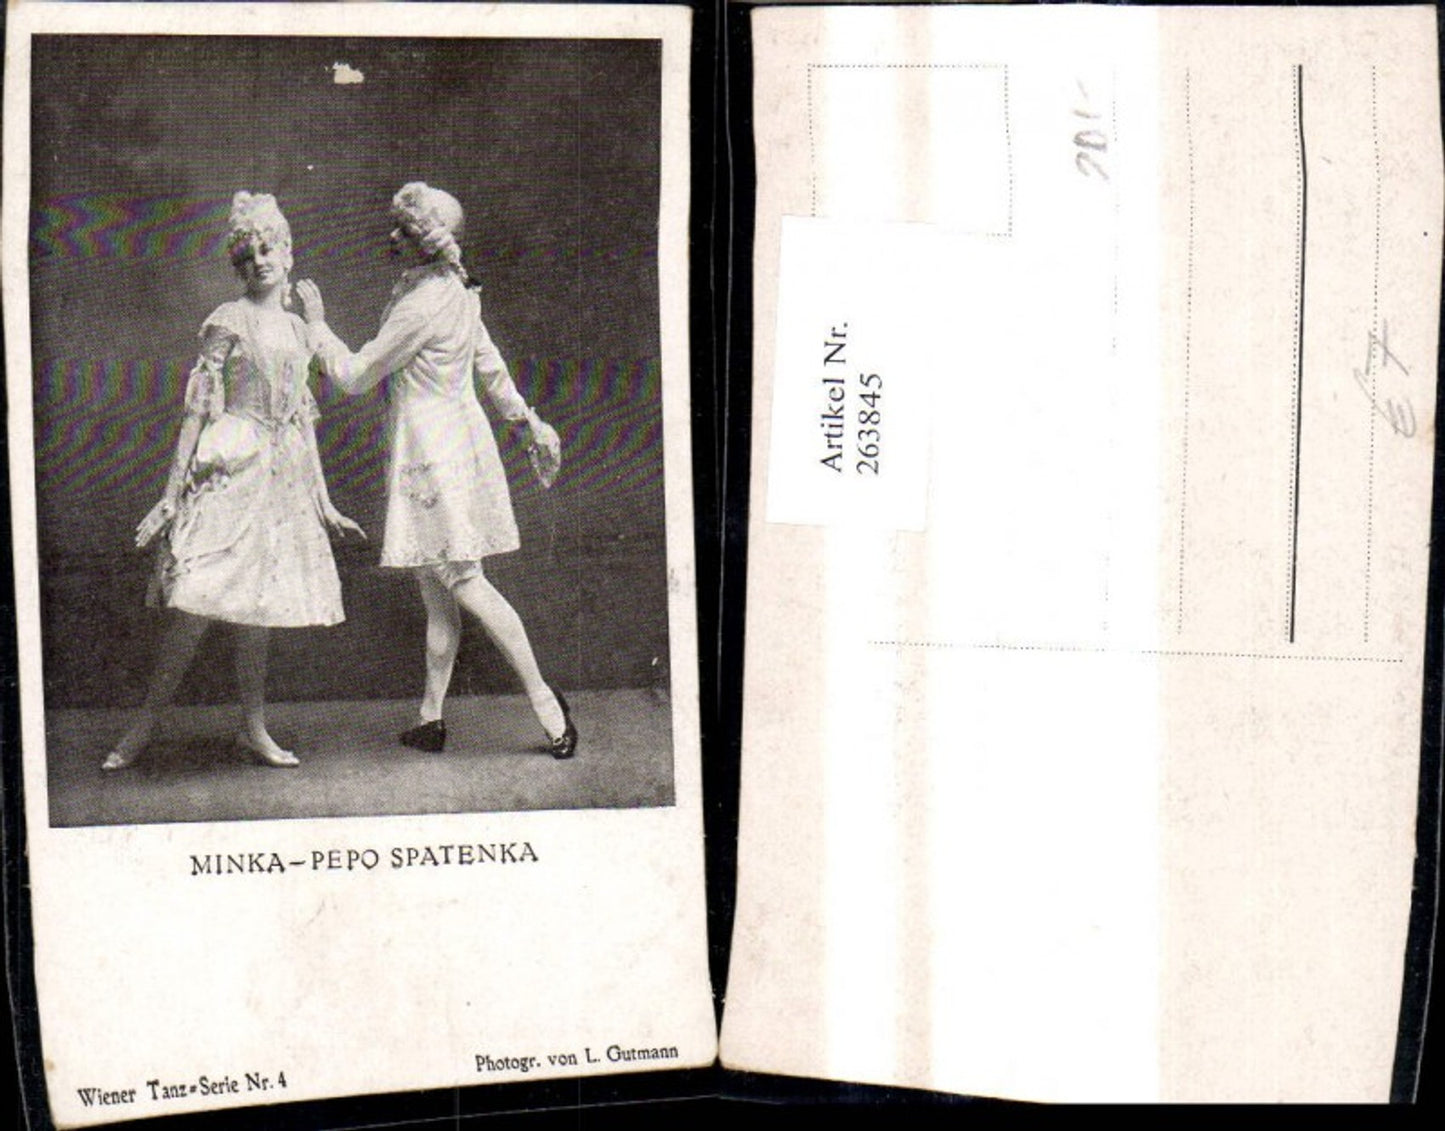 MINKA–PEPO SPATENKA
Photogr. von L. Gutmann
Wiener Tanz=Serie Nr. 4
Artikel Nr.
263845